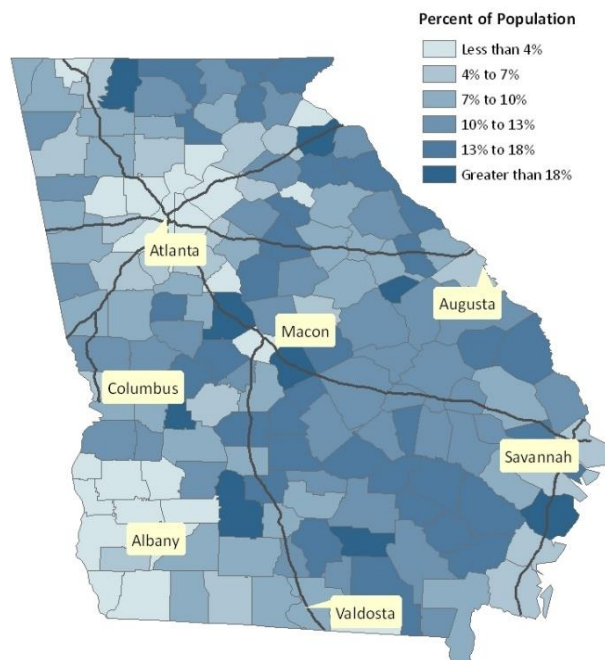 Percent of Population
Less than 4%
4% to 7%
7% to 10%
10% to 13%
13% to 18%
Greater than 18%
Atlanta
Augusta
Macon
Columbus
Savannah
Albany
Valdosta